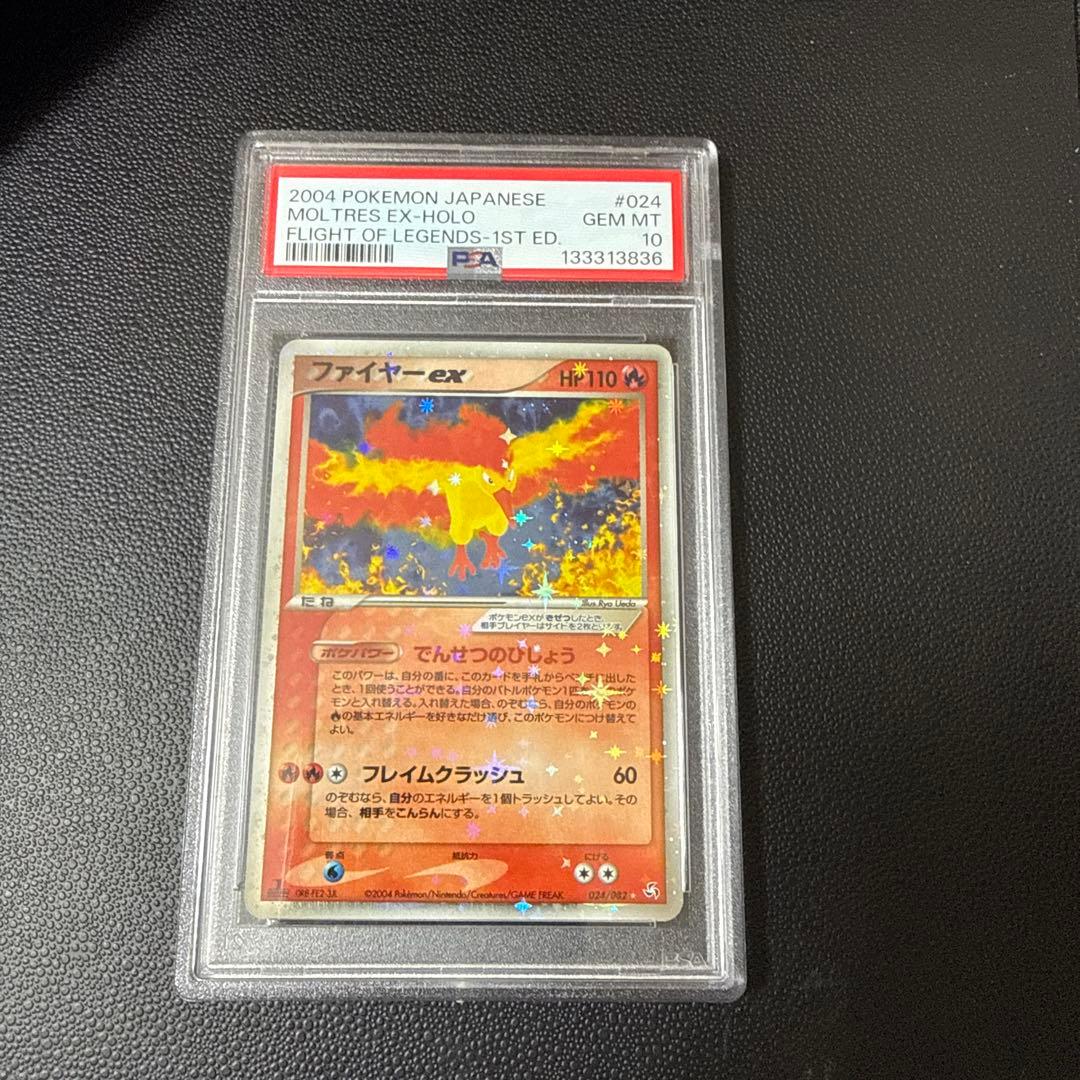 2004 POKEMON JAPANESE #024
MOLTRES EX-HOLO GEM MT
FLIGHT OF LEGENDS-1ST ED. 10
PSA 133313836
ファイヤーex HP110
たね Illus. Ryo Ueda
ポケモンexが きぜつしたとき、
相手プレイヤーはサイドを2枚とります。
ポケパワー でんせつのひしょう
このパワーは、自分の番に、このカードを手札からベンチに出した
とき、1回使うことができる。自分のバトルポケモン1匹
モンと入れ替える。入れ替えた場合、のぞむなら、自分のポケモンの
の基本エネルギーを好きなだけ選び、このポケモンにつけ替えて
よい。
フレイムクラッシュ 60
のぞむなら、自分のエネルギーを1個トラッシュしてよい。その
場合、相手をこんらんにする。
弱点 抵抗力 にげる
©2004 Pokémon/Nintendo/Creatures/GAME FREAK 024/082